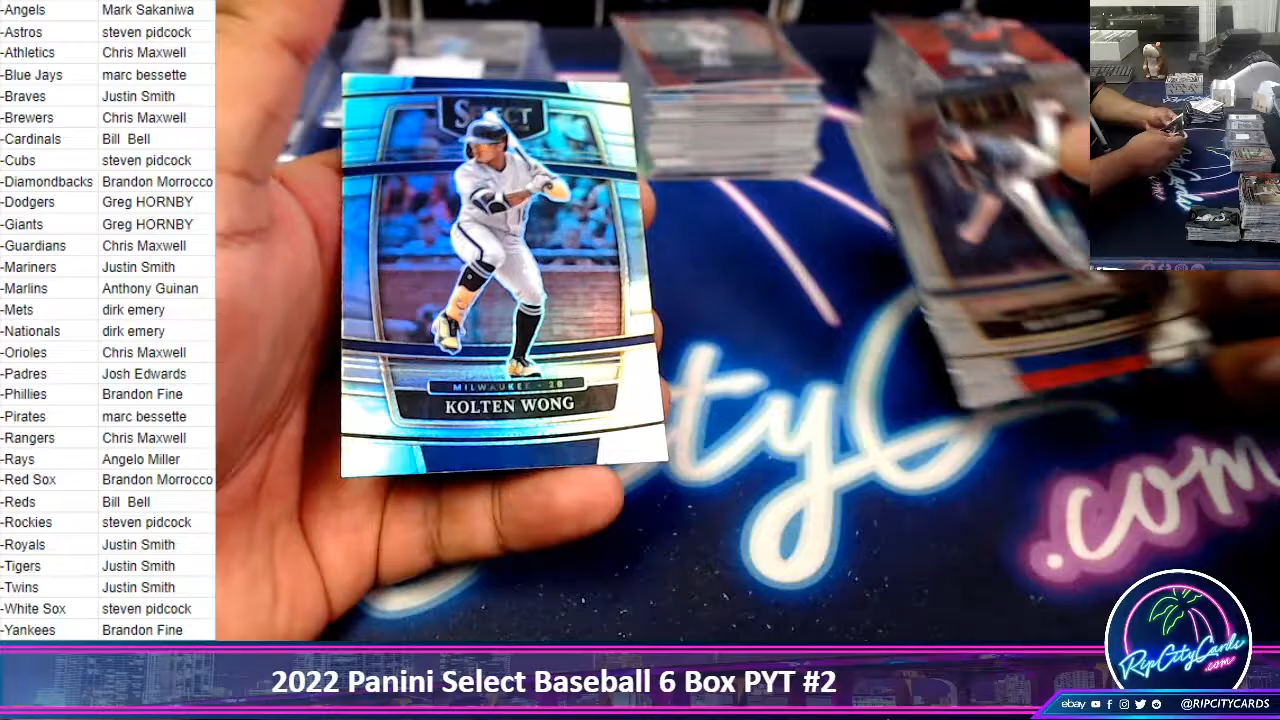 -Angels Mark Sakaniwa
-Astros steven pidcock
-Athletics Chris Maxwell
-Blue Jays marc bessette
-Braves Justin Smith
-Brewers Chris Maxwell
-Cardinals Bill Bell
-Cubs steven pidcock
-Diamondbacks Brandon Morrocco
-Dodgers Greg HORNBY
-Giants Greg HORNBY
-Guardians Chris Maxwell
-Mariners Justin Smith
-Marlins Anthony Guinan
-Mets dirk emery
-Nationals dirk emery
-Orioles Chris Maxwell
-Padres Josh Edwards
-Phillies Brandon Fine
-Pirates marc bessette
-Rangers Chris Maxwell
-Rays Angelo Miller
-Red Sox Brandon Morrocco
-Reds Bill Bell
-Rockies steven pidcock
-Royals Justin Smith
-Tigers Justin Smith
-Twins Justin Smith
-White Sox steven pidcock
-Yankees Brandon Fine
SELECT
MILWAUKEE - 2B
KOLTEN WONG
tyC
.com
RipCityCards
.com
2022 Panini Select Baseball 6 Box PYT #2
ebay @RIPCITYCARDS